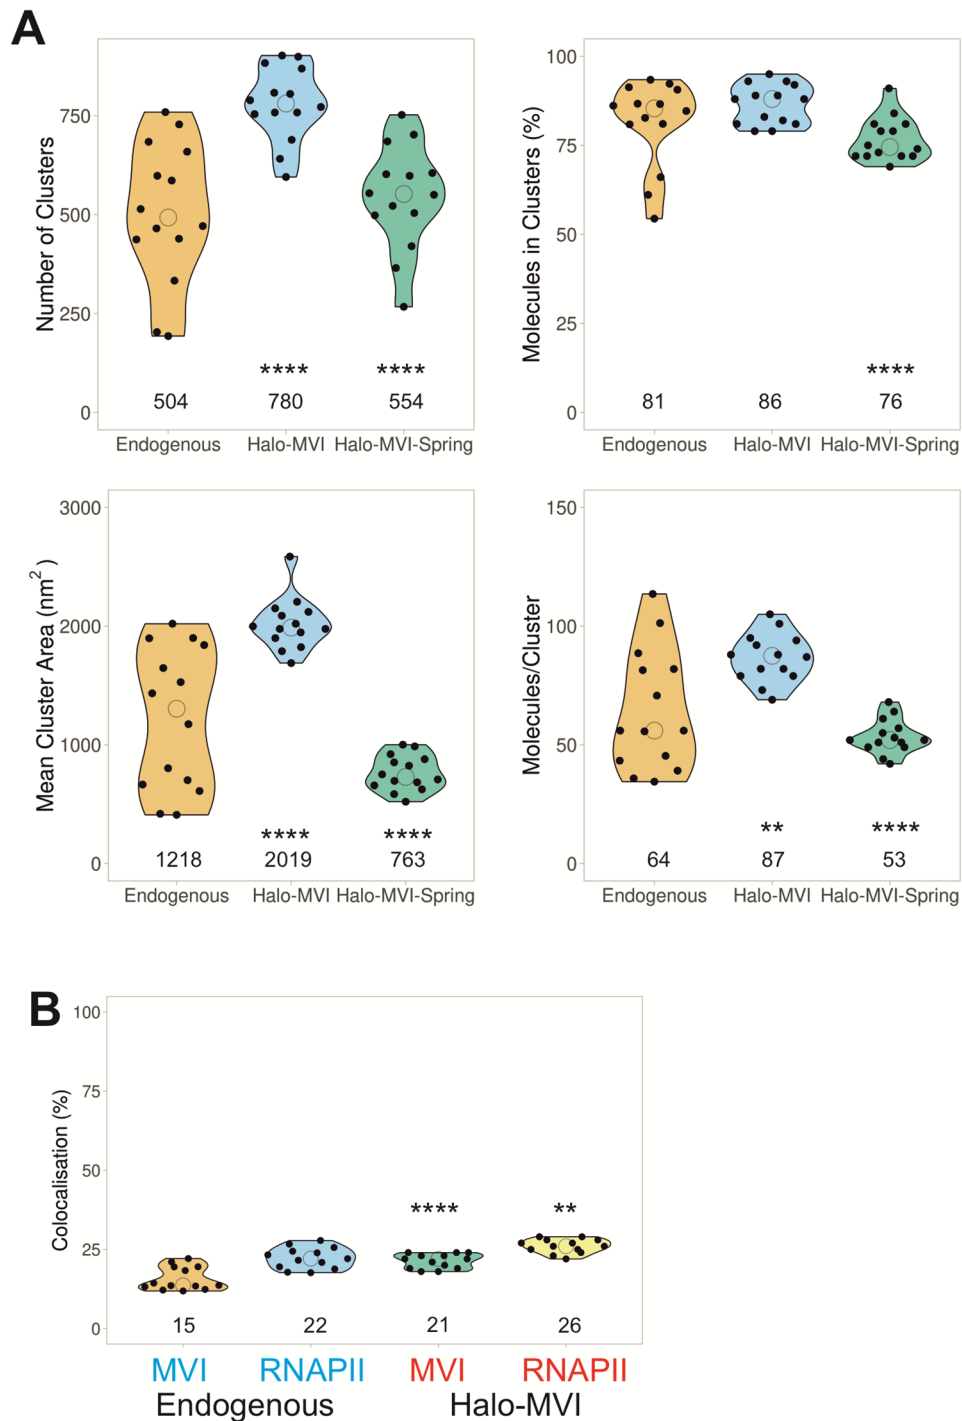 A
Number of Clusters
750
500
250
0
**** ****
504 780 554
Endogenous Halo-MVI Halo-MVI-Spring
Molecules in Clusters (%)
100
75
50
25
0
****
81 86 76
Endogenous Halo-MVI Halo-MVI-Spring
Mean Cluster Area (nm²)
3000
2000
1000
0
**** ****
1218 2019 763
Endogenous Halo-MVI Halo-MVI-Spring
Molecules/Cluster
150
100
50
0
** ****
64 87 53
Endogenous Halo-MVI Halo-MVI-Spring
B
Colocalisation (%)
100
75
50
25
0
**** **
15 22 21 26
MVI RNAPII MVI RNAPII
Endogenous Halo-MVI